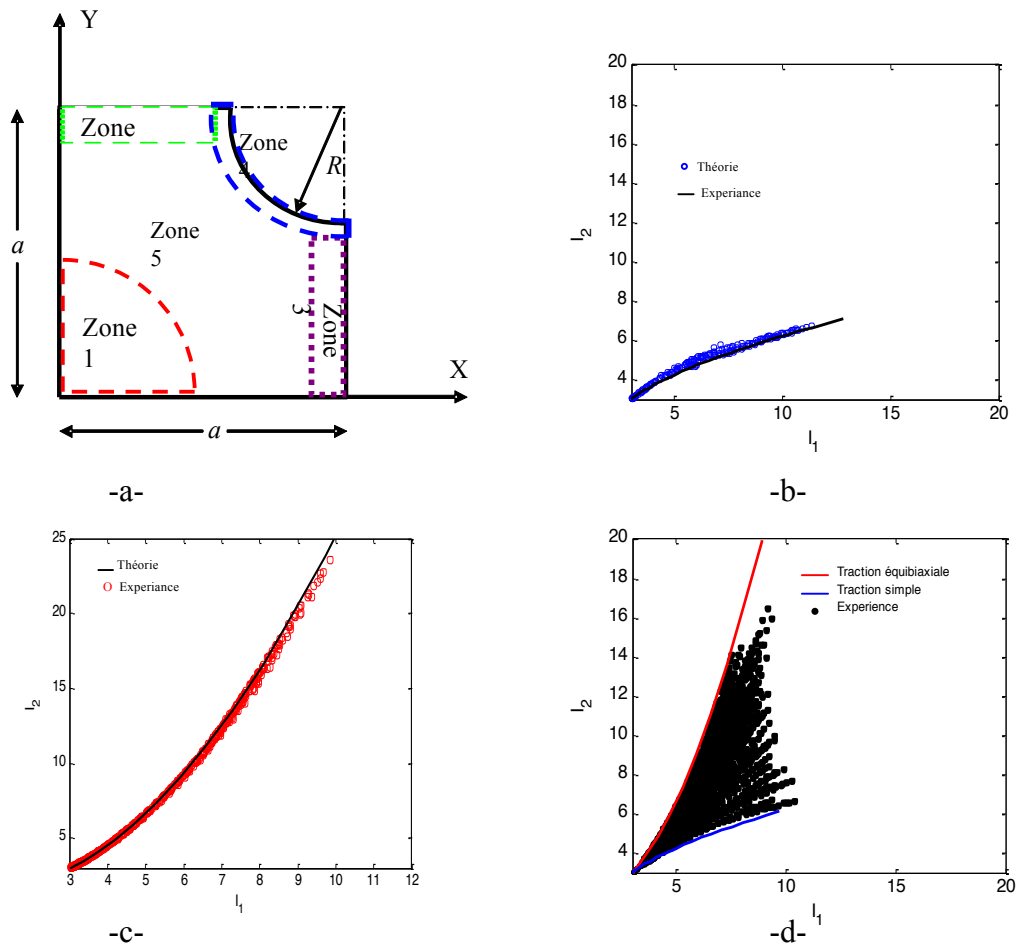 Y
Zone
Zone
4
R
a
Zone
5
Zone
3
Zone
1
X
a
-a-
20
18
16
14
12
10
8
6
4
I2
Théorie
Experiance
5
10
15
20
I1
-b-
25
20
15
10
5
I2
Théorie
Experiance
3
4
5
6
7
8
9
10
11
12
I1
-c-
20
18
16
14
12
10
8
6
4
I2
Traction équibiaxiale
Traction simple
Experience
5
10
15
20
I1
-d-